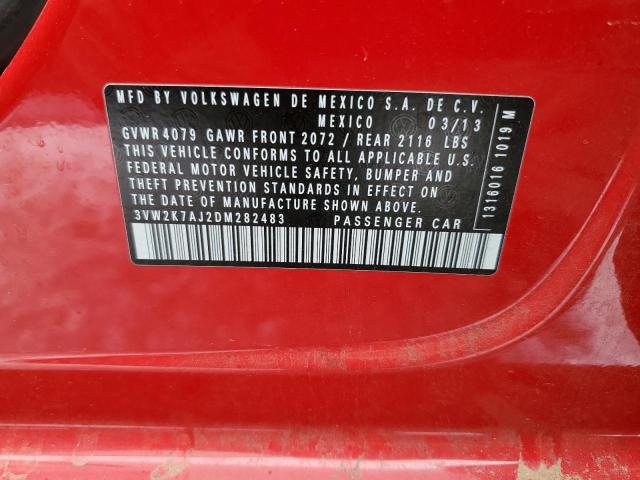 MFD BY VOLKSWAGEN DE MEXICO S.A. DE C.V.
MEXICO 03/13
GVWR 4079 GAWR FRONT 2072 / REAR 2116 LBS
THIS VEHICLE CONFORMS TO ALL APPLICABLE U.S.
FEDERAL MOTOR VEHICLE SAFETY, BUMPER AND
THEFT PREVENTION STANDARDS IN EFFECT ON
THE DATE OF MANUFACTURE SHOWN ABOVE.
3VW2K7AJ2DM282483 PASSENGER CAR
1316016 1019 M